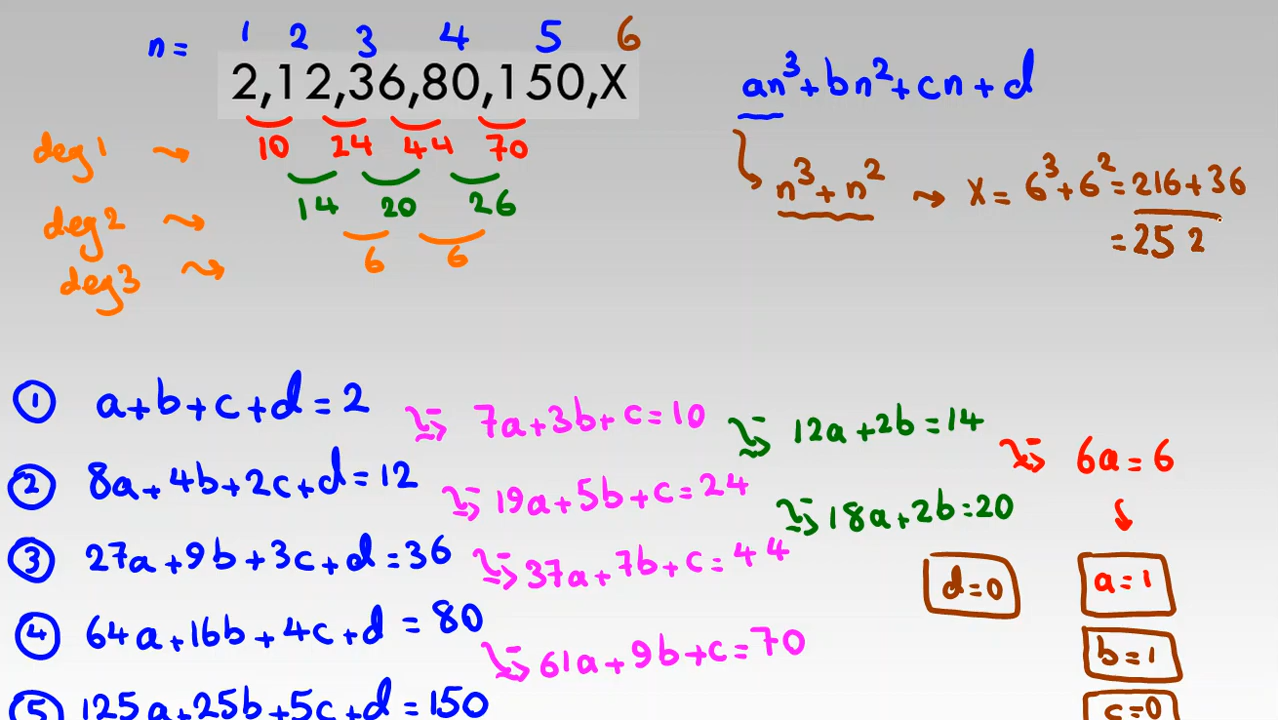 n= 1 2 3 4 5 6
2,12,36,80,150,X
deg1 → 10 24 44 70
deg2 → 14 20 26
deg3 → 6 6
an³+bn²+cn+d
n³+n² → X=6³+6²=216+36
=252
① a+b+c+d=2
② 8a+4b+2c+d=12
③ 27a+9b+3c+d=36
④ 64a+16b+4c+d=80
⑤ 125a+25b+5c+d=150
7a+3b+c=10
19a+5b+c=24
37a+7b+c=44
61a+9b+c=70
12a+2b=14
18a+2b=20
6a=6
d=0
a=1
b=1
c=0